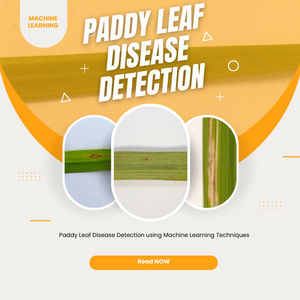 MACHINE
LEARNING
PADDY LEAF
DISEASE
DETECTION
Paddy Leaf Disease Detection using Machine Learning Techniques
Read NOW